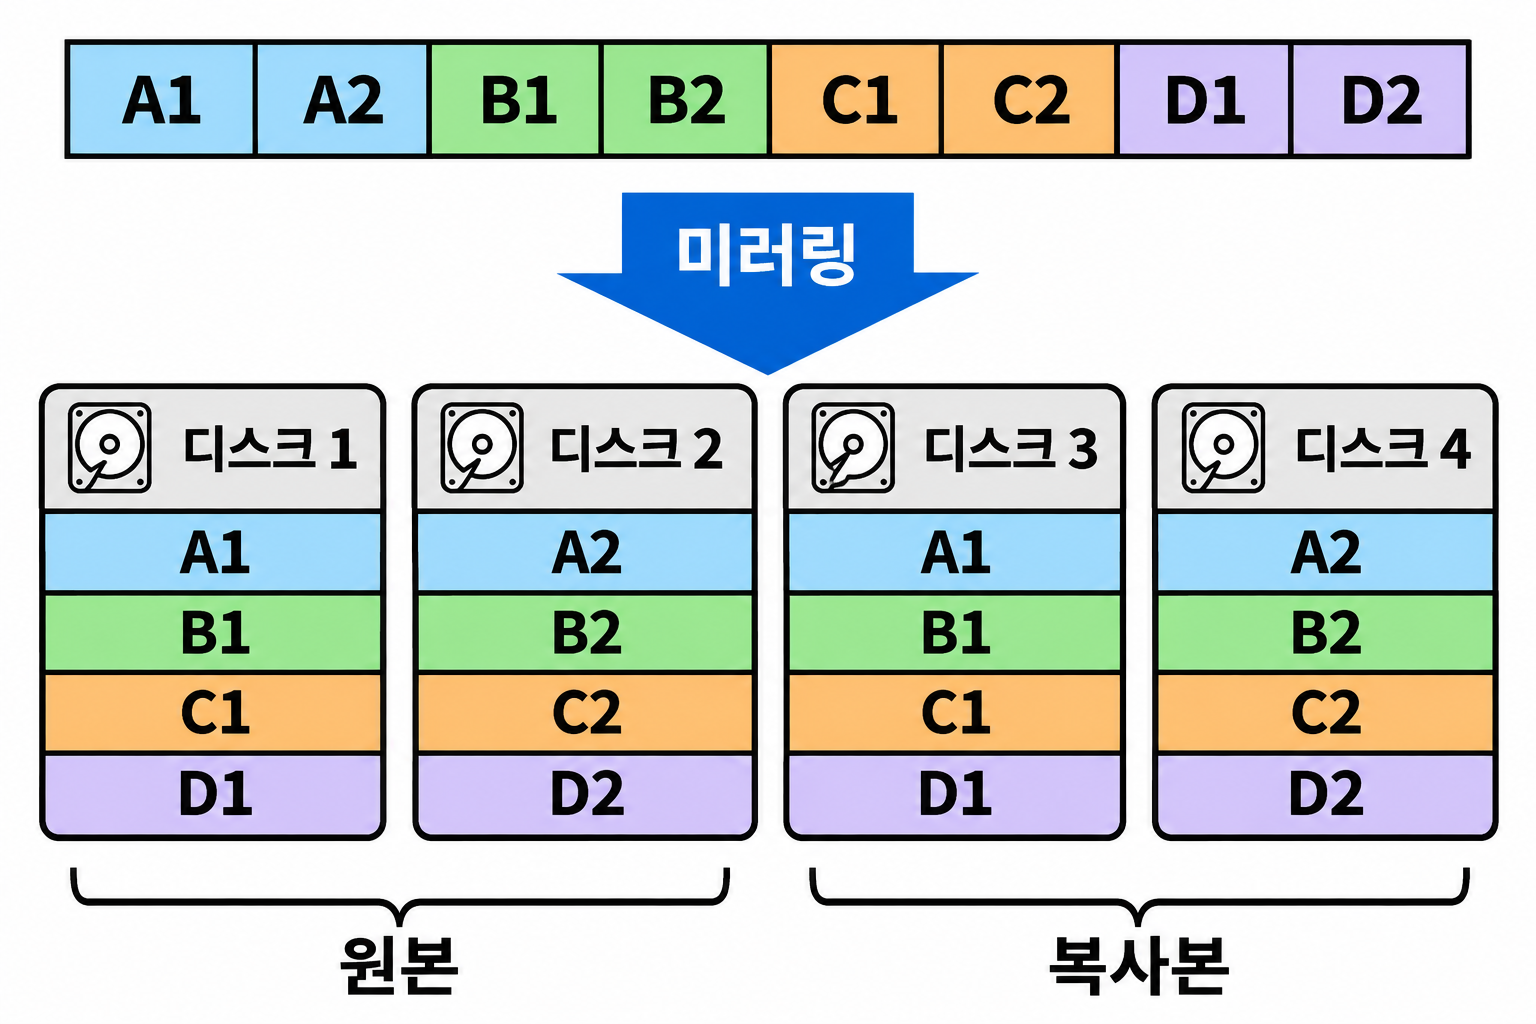 A1 A2 B1 B2 C1 C2 D1 D2
미러링
디스크 1 디스크 2 디스크 3 디스크 4
A1 A2 A1 A2
B1 B2 B1 B2
C1 C2 C1 C2
D1 D2 D1 D2
원본 복사본